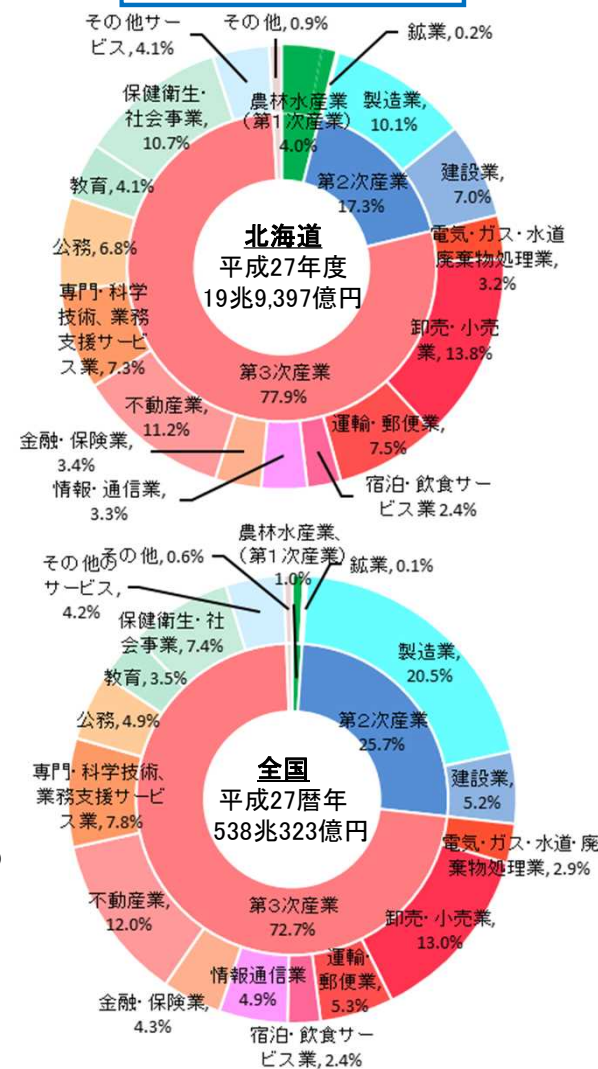 その他サー
ビス,4.1%
その他,0.9%
鉱業,0.2%
農林水産業
(第1次産業)
4.0%
製造業,
10.1%
第2次産業
17.3%
建設業,
7.0%
電気・ガス・水道
廃棄物処理業,
3.2%
卸売・小売
業,13.8%
運輸・郵便業,
7.5%
宿泊・飲食サー
ビス業2.4%
情報・通信業,
3.3%
金融・保険業,
3.4%
不動産業,
11.2%
専門・科学
技術、業務
支援サービ
ス業,7.3%
公務,6.8%
教育,4.1%
保健衛生・
社会事業,
10.7%
第3次産業
77.9%
北海道
平成27年度
19兆9,397億円
その他の
サービス,
4.2%
その他,0.6%
農林水産業、
(第1次産業)
1.0%
鉱業,0.1%
製造業,
20.5%
第2次産業
25.7%
建設業,
5.2%
電気・ガス・水道・廃
棄物処理業,2.9%
卸売・小売業,
13.0%
運輸・
郵便業,
5.3%
宿泊・飲食サー
ビス業,2.4%
情報通信業
4.9%
金融・保険業,
4.3%
不動産業,
12.0%
専門・科学技術、
業務支援サービ
ス業,7.8%
公務,4.9%
教育,3.5%
保健衛生・社
会事業,7.4%
第3次産業
72.7%
全国
平成27暦年
538兆323億円
)